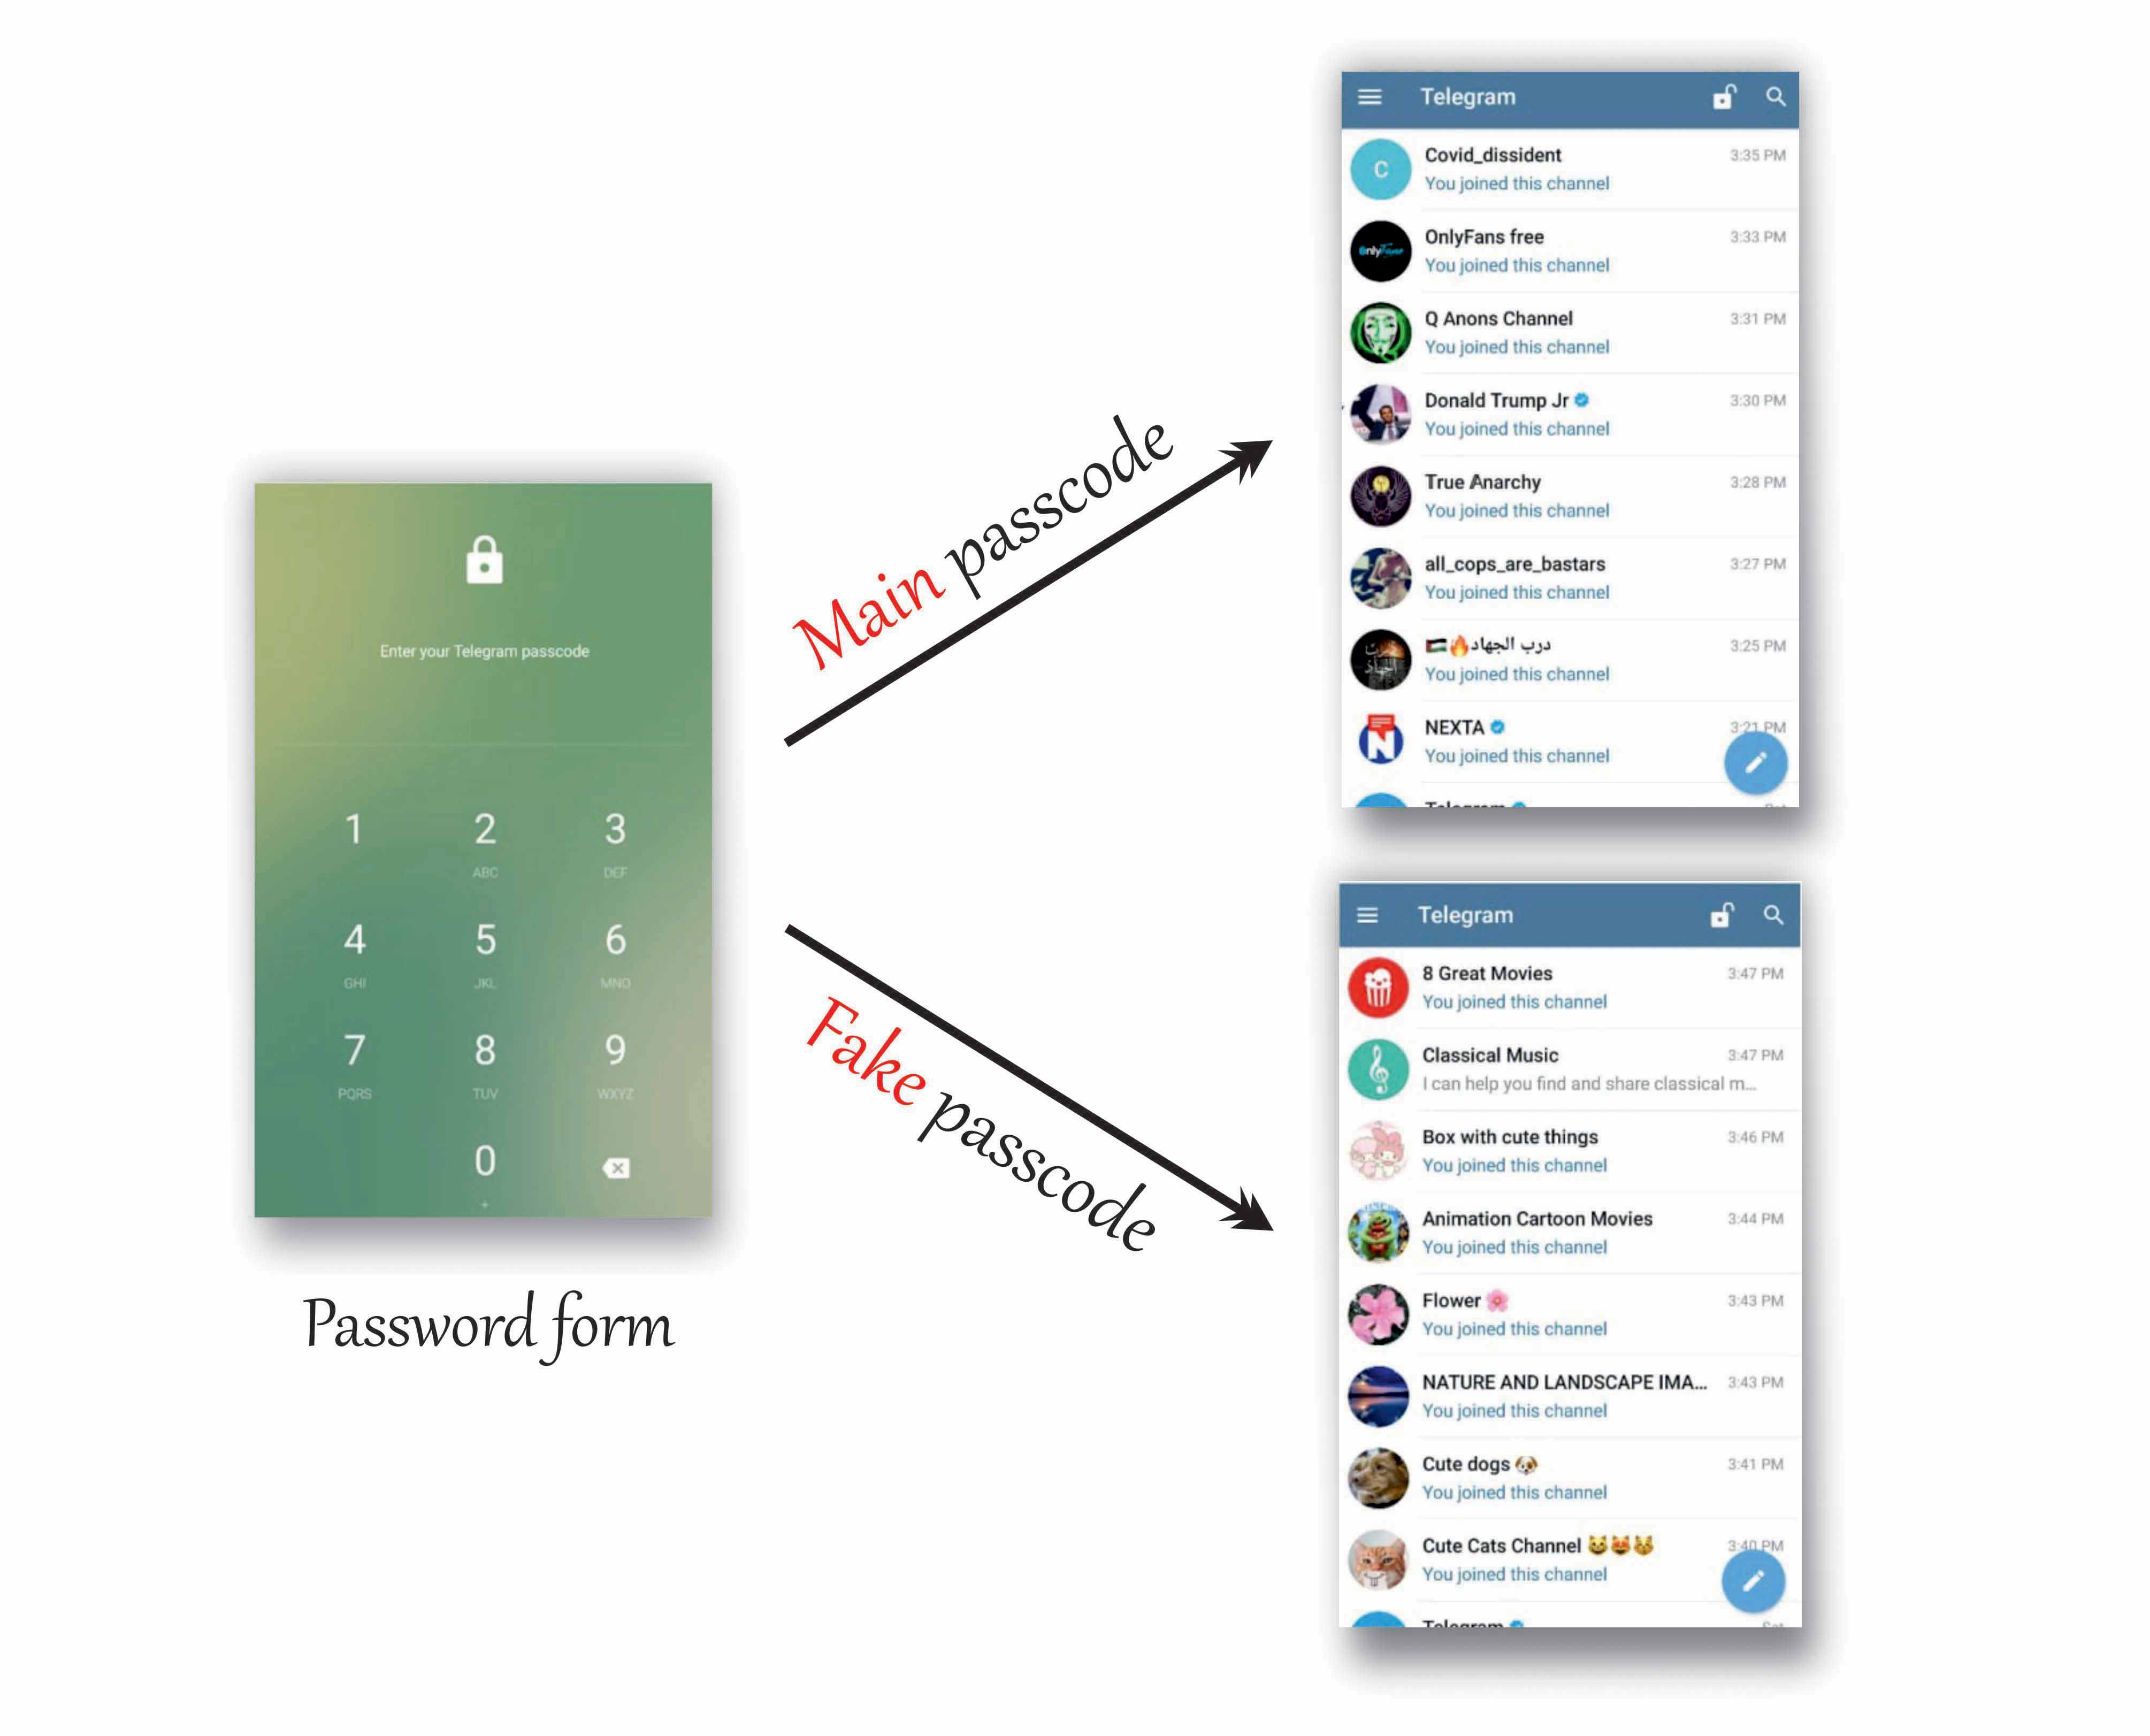 Enter your Telegram passcode
1
2
3
ABC
DEF
4
5
6
GHI
JKL
MNO
7
8
9
PQRS
TUV
WXYZ
0
+
Password form
Main passcode
Fake passcode
Telegram
C
Covid_dissident
3:35 PM
You joined this channel
OnlyFans free
3:33 PM
You joined this channel
Q Anons Channel
3:31 PM
You joined this channel
Donald Trump Jr
3:30 PM
You joined this channel
True Anarchy
3:28 PM
You joined this channel
all_cops_are_bastars
3:27 PM
You joined this channel
درب الجهاد🔥🇵🇸
3:25 PM
You joined this channel
NEXTA
3:21 PM
You joined this channel
Telegram
Telegram
8 Great Movies
3:47 PM
You joined this channel
Classical Music
3:47 PM
I can help you find and share classical m...
Box with cute things
3:46 PM
You joined this channel
Animation Cartoon Movies
3:44 PM
You joined this channel
Flower 🌸
3:43 PM
You joined this channel
NATURE AND LANDSCAPE IMA...
3:43 PM
You joined this channel
Cute dogs 🐶
3:41 PM
You joined this channel
Cute Cats Channel 😺😻😽
3:40 PM
You joined this channel
Telegram